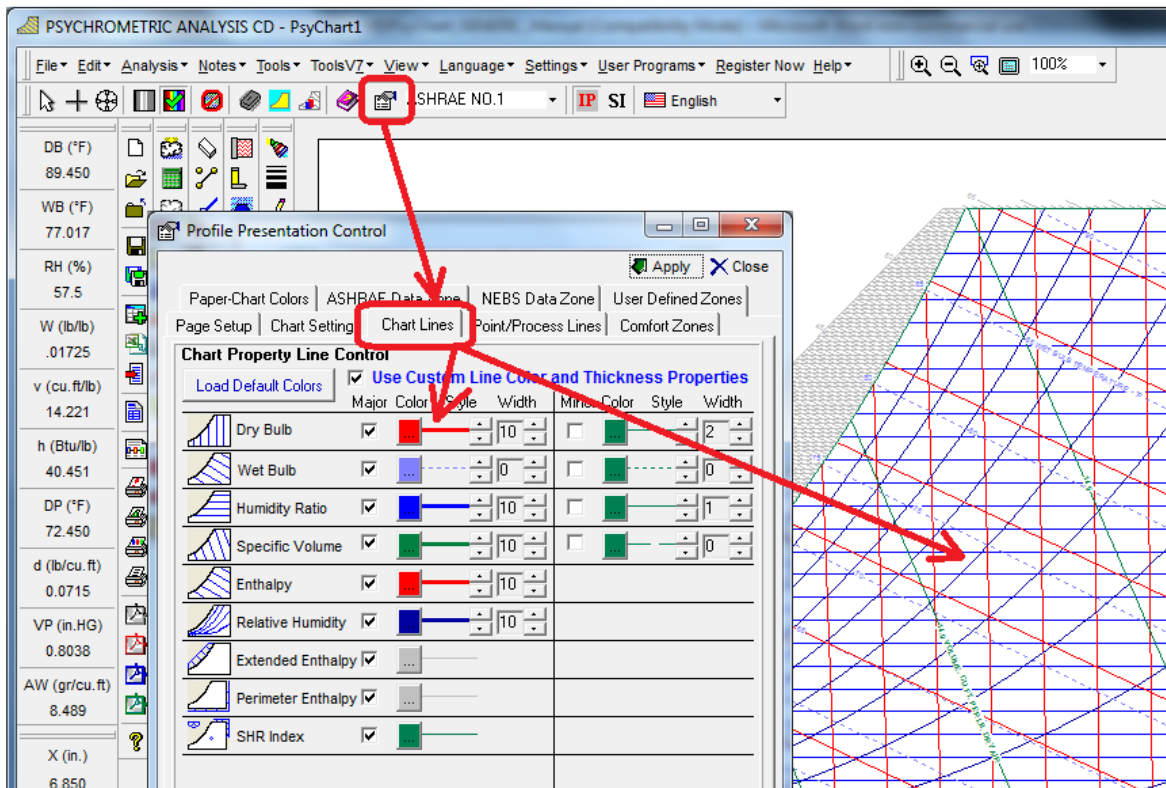 PSYCHROMETRIC ANALYSIS CD - PsyChart1
File Edit Analysis Notes Tools ToolsV7 View Language Settings User Programs Register Now Help 100%
ASHRAE NO.1 IP SI English
DB (°F)
89.450
WB (°F)
77.017
RH (%)
57.5
W (lb/lb)
.01725
v (cu.ft/lb)
14.221
h (Btu/lb)
40.451
DP (°F)
72.450
d (lb/cu.ft)
0.0715
VP (in.HG)
0.8038
AW (gr/cu.ft)
8.489
X (in.)
6.850
Profile Presentation Control
Apply Close
Paper-Chart Colors ASHRAE Data Zone NEBS Data Zone User Defined Zones
Page Setup Chart Setting Chart Lines Point/Process Lines Comfort Zones
Chart Property Line Control
Load Default Colors Use Custom Line Color and Thickness Properties
Major Color Style Width Minor Color Style Width
Dry Bulb ... 10 ... 2
Wet Bulb ... 0 ... 0
Humidity Ratio ... 10 ... 1
Specific Volume ... 10 ... 0
Enthalpy ... 10
Relative Humidity ... 10
Extended Enthalpy ...
Perimeter Enthalpy ...
SHR Index ...